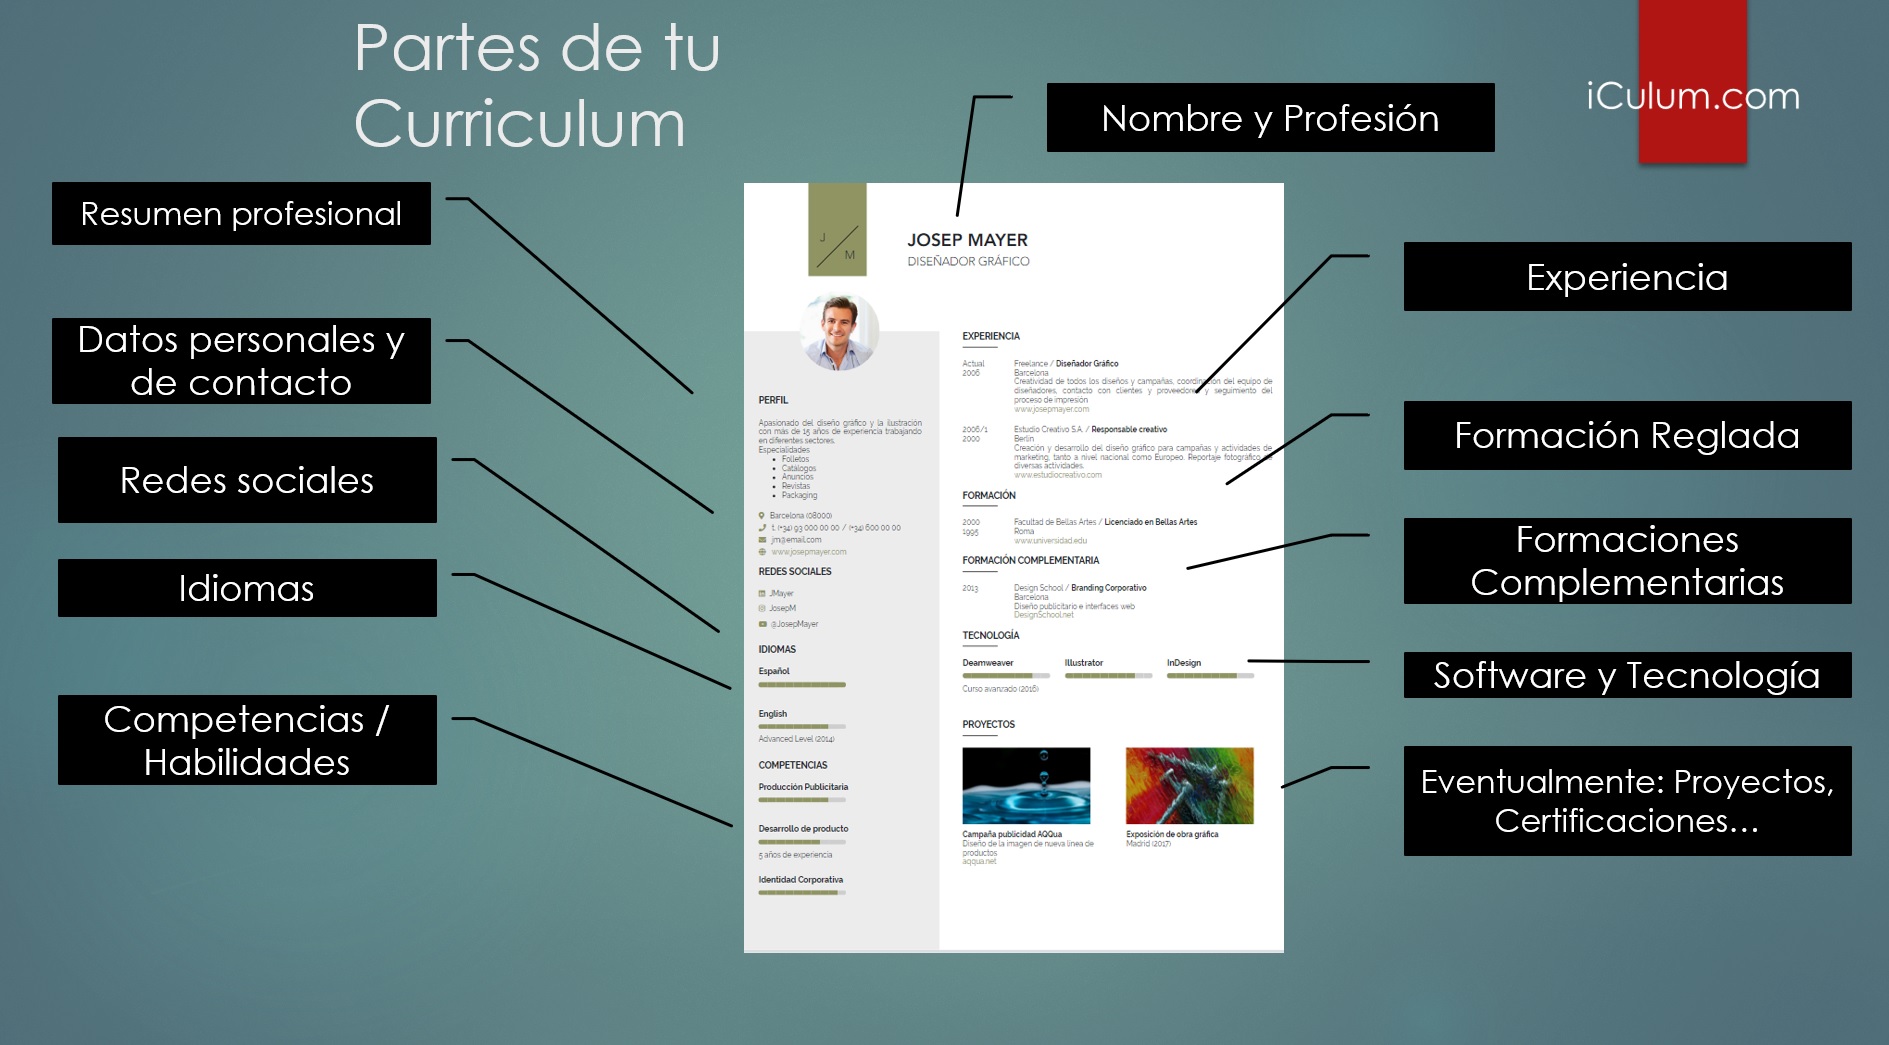 Partes de tu
Curriculum
iCulum.com
Nombre y Profesión
Resumen profesional
Datos personales y
de contacto
Redes sociales
Idiomas
Competencias /
Habilidades
Experiencia
Formación Reglada
Formaciones
Complementarias
Software y Tecnología
Eventualmente: Proyectos,
Certificaciones...
J
M
JOSEP MAYER
DISEÑADOR GRÁFICO
PERFIL
Apasionado del diseño gráfico y la ilustración
con más de 15 años de experiencia trabajando
en diferentes sectores.
Especialidades
• Folletos
• Catálogos
• Anuncios
• Revistas
• Packaging
Barcelona (08000)
t. (+34) 93 000 00 00 / (+34) 600 00 00
jm@email.com
www.josepmayer.com
REDES SOCIALES
JMayer
JosepM
@JosepMayer
IDIOMAS
Español
English
Advanced Level (2014)
COMPETENCIAS
Producción Publicitaria
Desarrollo de producto
5 años de experiencia
Identidad Corporativa
EXPERIENCIA
Actual Freelance / Diseñador Gráfico
2006 Barcelona
Creatividad de todos los diseños y campañas, coordinación del equipo de
diseñadores, contacto con clientes y proveedores y seguimiento del
proceso de impresión
www.josepmayer.com
2006/1 Estudio Creativo S.A. / Responsable creativo
2000 Berlín
Creación y desarrollo del diseño gráfico para campañas y actividades de
marketing, tanto a nivel nacional como Europeo. Reportaje fotográfico de
diversas actividades.
www.estudiocreativo.com
FORMACIÓN
2000 Facultad de Bellas Artes / Licenciado en Bellas Artes
1995 Roma
www.universidad.edu
FORMACIÓN COMPLEMENTARIA
2013 Design School / Branding Corporativo
Barcelona
Diseño publicitario e interfaces web
DesignSchool.net
TECNOLOGÍA
Deamweaver Illustrator InDesign
Curso avanzado (2016)
PROYECTOS
Campaña publicidad AQQua
Diseño de la imagen de nueva linea de
productos
aqqua.net
Exposición de obra gráfica
Madrid (2017)